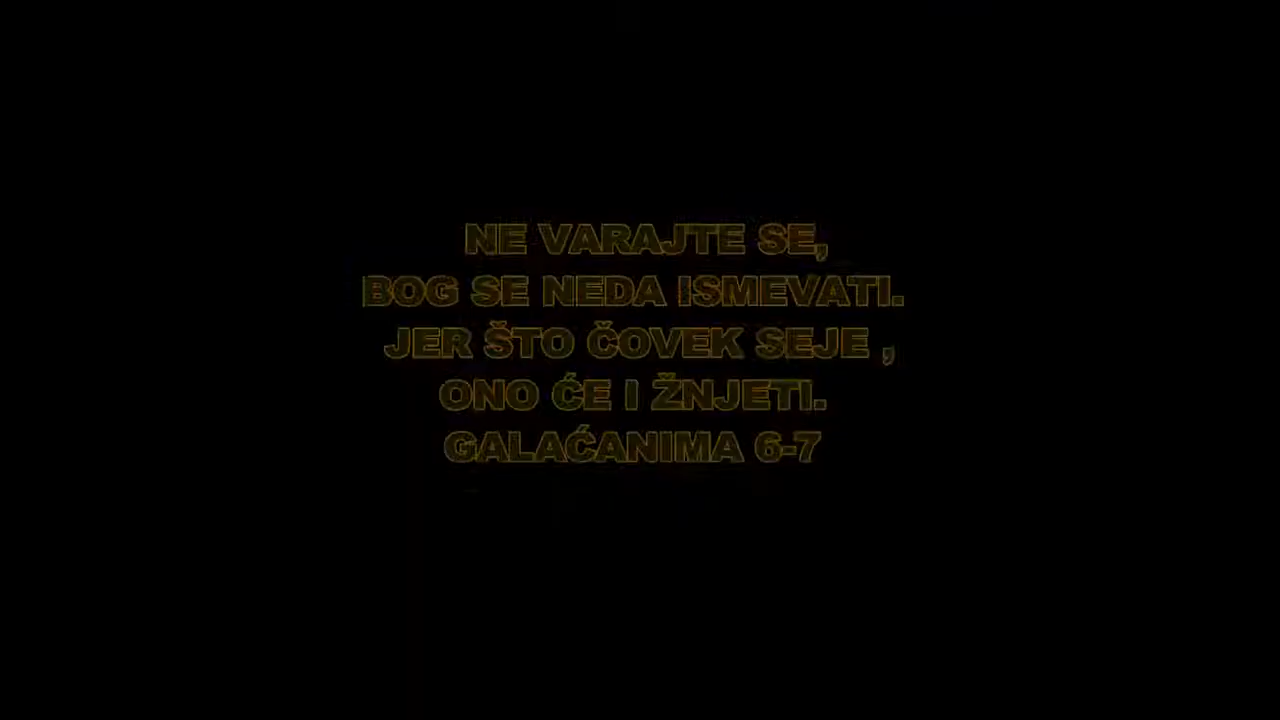 NE VARAJTE SE,
BOG SE NEDA ISMEVATI.
JER ŠTO ČOVEK SEJE ,
ONO ĆE I ŽNJETI.
GALAĆANIMA 6-7